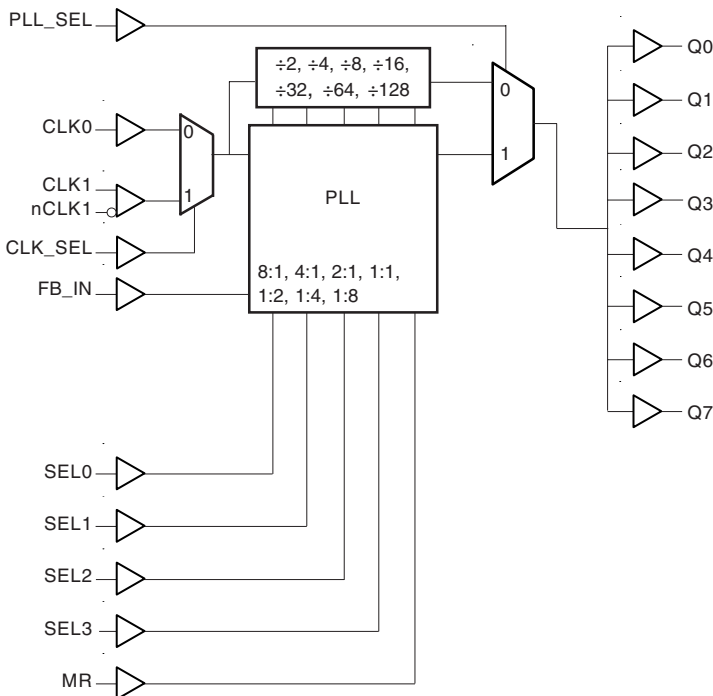 PLL_SEL
÷2, ÷4, ÷8, ÷16,
÷32, ÷64, ÷128
0
1
CLK0
0
CLK1
1
nCLK1
CLK_SEL
FB_IN
PLL
8:1, 4:1, 2:1, 1:1,
1:2, 1:4, 1:8
SEL0
SEL1
SEL2
SEL3
MR
Q0
Q1
Q2
Q3
Q4
Q5
Q6
Q7